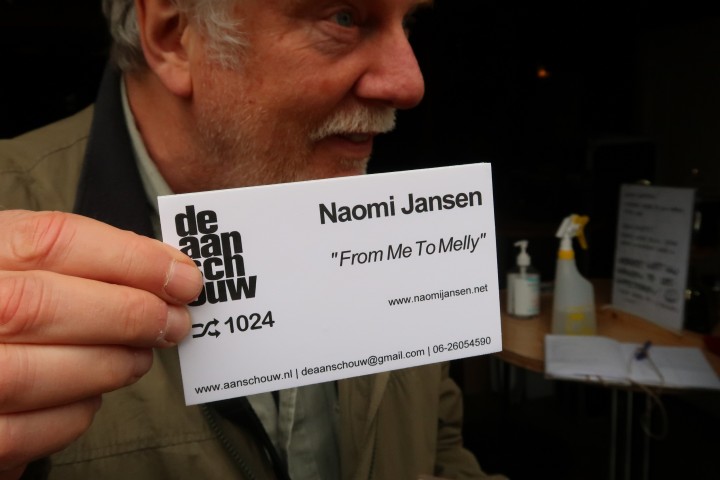 de
aan
sch
ouw
1024
Naomi Jansen
"From Me To Melly"
www.naomijansen.net
www.aanschouw.nl | deaanschouw@gmail.com | 06-26054590